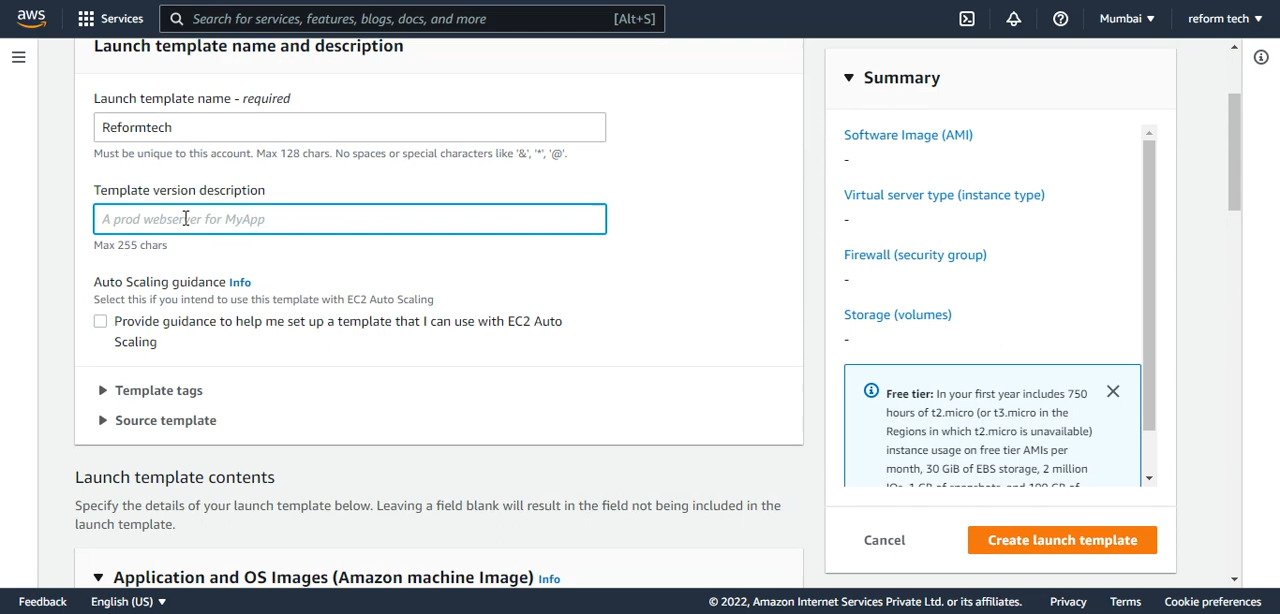 aws
Services
Search for services, features, blogs, docs, and more
[Alt+S]
Mumbai ▼
reform tech ▼
Launch template name and description
Launch template name - required
Reformtech
Must be unique to this account. Max 128 chars. No spaces or special characters like '&', '*', '@'.
Template version description
A prod webserver for MyApp
Max 255 chars
Auto Scaling guidance Info
Select this if you intend to use this template with EC2 Auto Scaling
Provide guidance to help me set up a template that I can use with EC2 Auto
Scaling
Template tags
Source template
Launch template contents
Specify the details of your launch template below. Leaving a field blank will result in the field not being included in the
launch template.
Application and OS Images (Amazon machine Image) Info
Summary
Software Image (AMI)
-
Virtual server type (instance type)
-
Firewall (security group)
-
Storage (volumes)
-
Free tier: In your first year includes 750
hours of t2.micro (or t3.micro in the
Regions in which t2.micro is unavailable)
instance usage on free tier AMIs per
month, 30 GiB of EBS storage, 2 million
IOs, 1 GB of snapshots, and 100 GB of
Cancel
Create launch template
Feedback
English (US) ▼
© 2022, Amazon Internet Services Private Ltd. or its affiliates.
Privacy
Terms
Cookie preferences